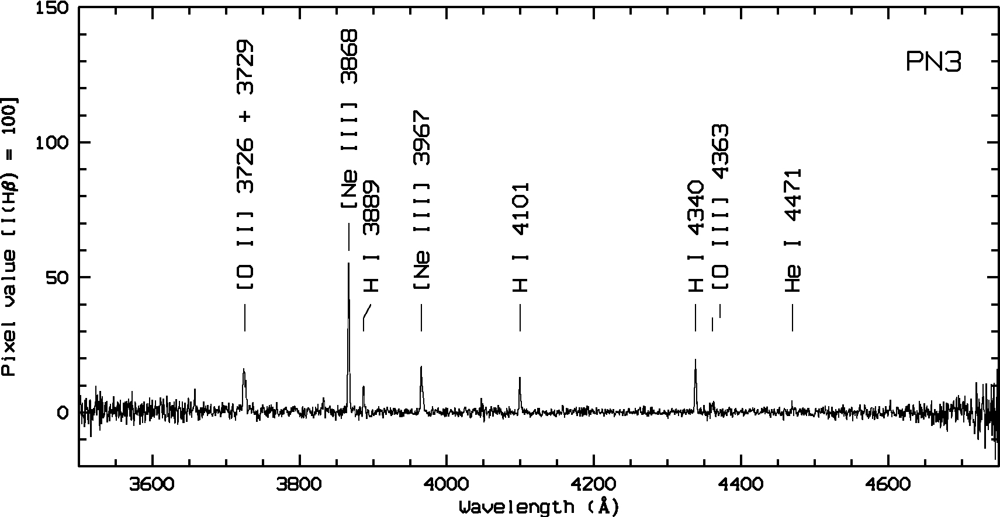 PN3
[O II] 3726 + 3729
[Ne III] 3868
H I 3889
[Ne III] 3967
H I 4101
H I 4340
[O III] 4363
He I 4471
Pixel value [I(Hβ) = 100]
150
100
50
0
3600 3800 4000 4200 4400 4600
Wavelength (Å)